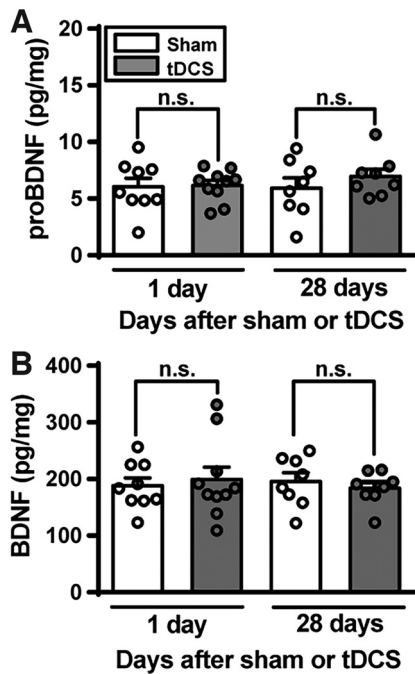 A
Sham
tDCS
proBDNF (pg/mg)
20
15
10
5
0
n.s.
n.s.
1 day
28 days
Days after sham or tDCS
B
BDNF (pg/mg)
400
300
200
100
0
n.s.
n.s.
1 day
28 days
Days after sham or tDCS